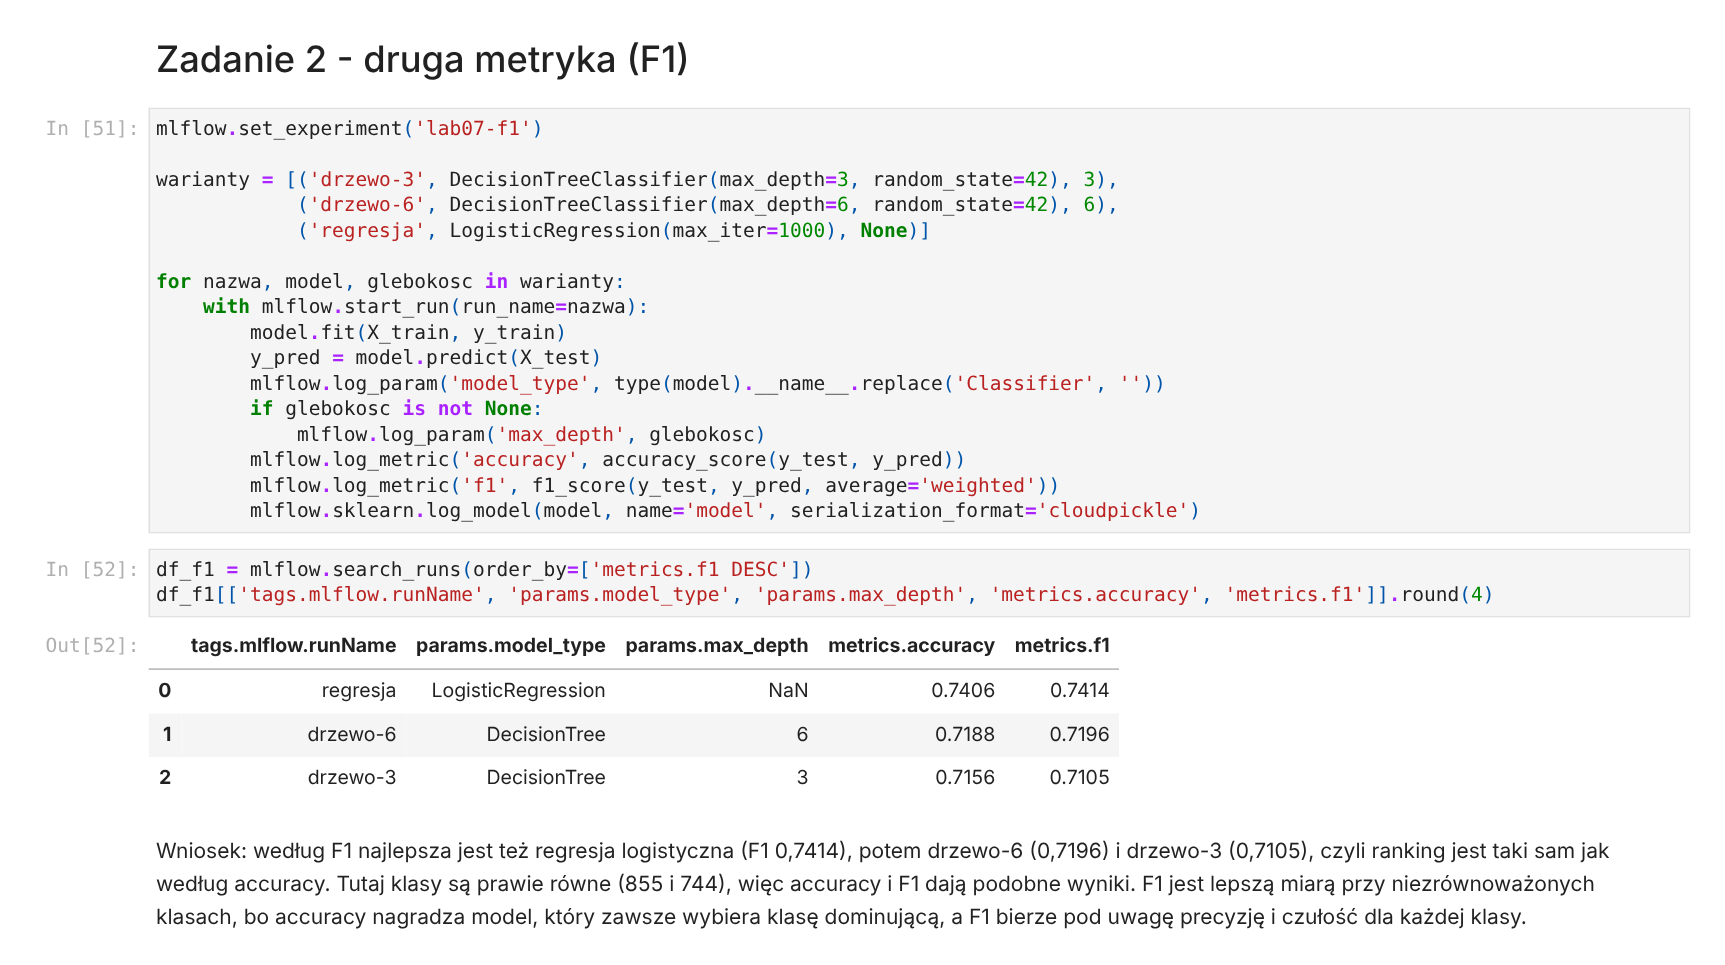 Zadanie 2 - druga metryka (F1)
In [51]:
mlflow.set_experiment('lab07-f1')
warianty = [('drzewo-3', DecisionTreeClassifier(max_depth=3, random_state=42), 3),
            ('drzewo-6', DecisionTreeClassifier(max_depth=6, random_state=42), 6),
            ('regresja', LogisticRegression(max_iter=1000), None)]
for nazwa, model, glebokosc in warianty:
    with mlflow.start_run(run_name=nazwa):
        model.fit(X_train, y_train)
        y_pred = model.predict(X_test)
        mlflow.log_param('model_type', type(model).__name__.replace('Classifier', ''))
        if glebokosc is not None:
            mlflow.log_param('max_depth', glebokosc)
        mlflow.log_metric('accuracy', accuracy_score(y_test, y_pred))
        mlflow.log_metric('f1', f1_score(y_test, y_pred, average='weighted'))
        mlflow.sklearn.log_model(model, name='model', serialization_format='cloudpickle')
In [52]:
df_f1 = mlflow.search_runs(order_by=['metrics.f1 DESC'])
df_f1[['tags.mlflow.runName', 'params.model_type', 'params.max_depth', 'metrics.accuracy', 'metrics.f1']].round(4)
Out[52]:
tags.mlflow.runName params.model_type params.max_depth metrics.accuracy metrics.f1
0 regresja LogisticRegression NaN 0.7406 0.7414
1 drzewo-6 DecisionTree 6 0.7188 0.7196
2 drzewo-3 DecisionTree 3 0.7156 0.7105
Wniosek: według F1 najlepsza jest też regresja logistyczna (F1 0,7414), potem drzewo-6 (0,7196) i drzewo-3 (0,7105), czyli ranking jest taki sam jak
według accuracy. Tutaj klasy są prawie równe (855 i 744), więc accuracy i F1 dają podobne wyniki. F1 jest lepszą miarą przy niezrównoważonych
klasach, bo accuracy nagradza model, który zawsze wybiera klasę dominującą, a F1 bierze pod uwagę precyzję i czułość dla każdej klasy.